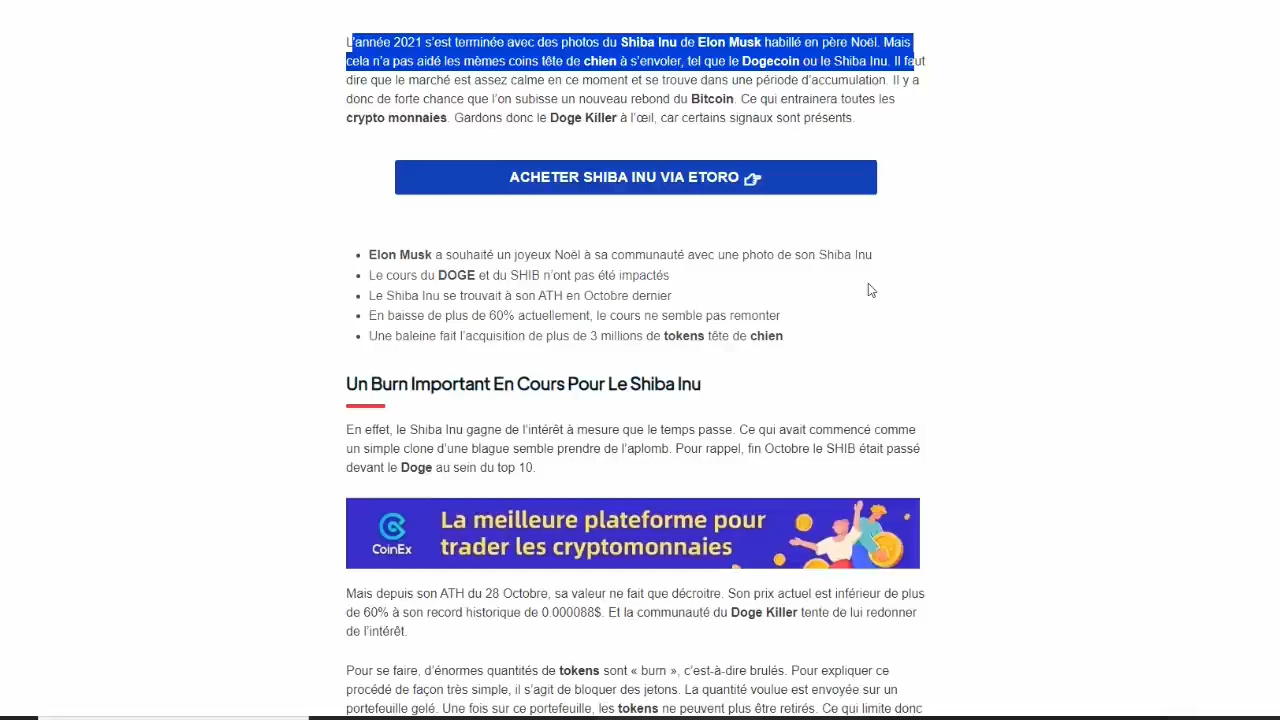 L'année 2021 s'est terminée avec des photos du Shiba Inu de Elon Musk habillé en père Noël. Mais
cela n'a pas aidé les mèmes coins tête de chien à s'envoler, tel que le Dogecoin ou le Shiba Inu. Il faut
dire que le marché est assez calme en ce moment et se trouve dans une période d'accumulation. Il y a
donc de forte chance que l'on subisse un nouveau rebond du Bitcoin. Ce qui entrainera toutes les
crypto monnaies. Gardons donc le Doge Killer à l'œil, car certains signaux sont présents.
ACHETER SHIBA INU VIA ETORO
Elon Musk a souhaité un joyeux Noël à sa communauté avec une photo de son Shiba Inu
Le cours du DOGE et du SHIB n'ont pas été impactés
Le Shiba Inu se trouvait à son ATH en Octobre dernier
En baisse de plus de 60% actuellement, le cours ne semble pas remonter
Une baleine fait l'acquisition de plus de 3 millions de tokens tête de chien
Un Burn Important En Cours Pour Le Shiba Inu
En effet, le Shiba Inu gagne de l'intérêt à mesure que le temps passe. Ce qui avait commencé comme
un simple clone d'une blague semble prendre de l'aplomb. Pour rappel, fin Octobre le SHIB était passé
devant le Doge au sein du top 10.
La meilleure plateforme pour
trader les cryptomonnaies
CoinEx
Mais depuis son ATH du 28 Octobre, sa valeur ne fait que décroitre. Son prix actuel est inférieur de plus
de 60% à son record historique de 0.000088$. Et la communauté du Doge Killer tente de lui redonner
de l'intérêt.
Pour se faire, d'énormes quantités de tokens sont « burn », c'est-à-dire brulés. Pour expliquer ce
procédé de façon très simple, il s'agit de bloquer des jetons. La quantité voulue est envoyée sur un
portefeuille gelé. Une fois sur ce portefeuille, les tokens ne peuvent plus être retirés. Ce qui limite donc